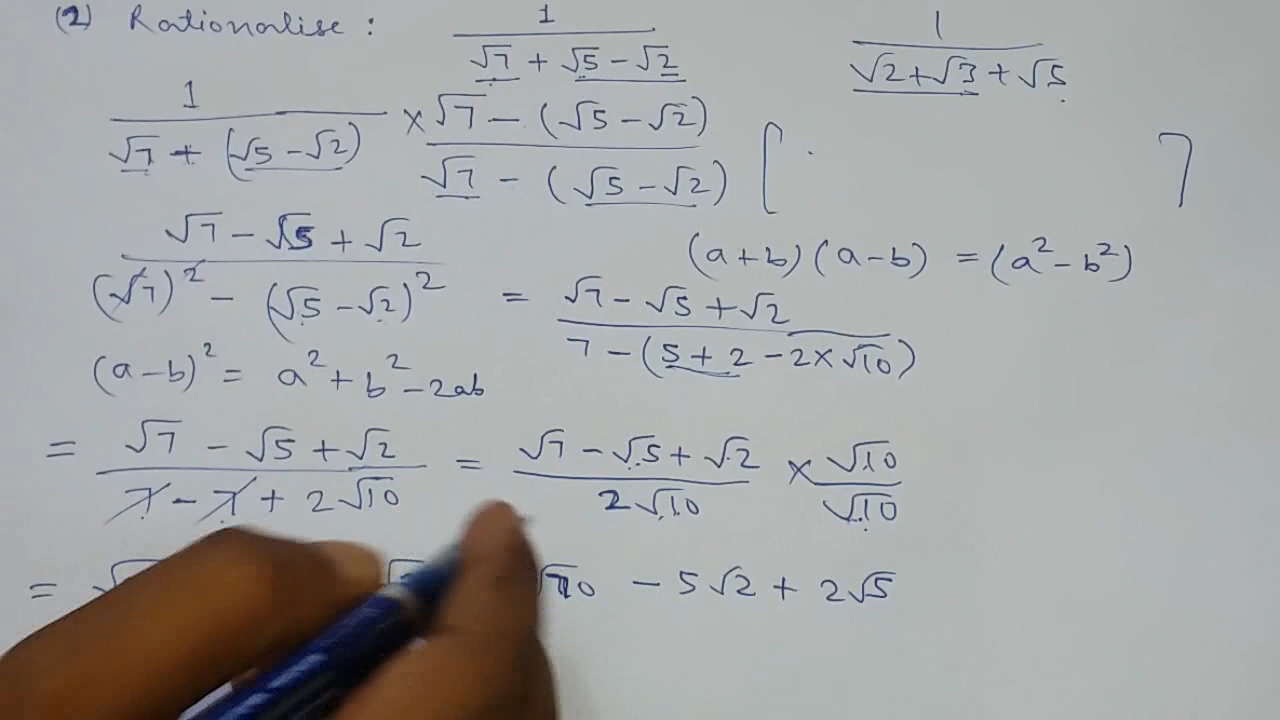 (2) Rationalise : 1/(√7 + √5 − √2) 1/(√2 + √3 + √5)
1/(√7 + (√5 − √2)) × (√7 − (√5 − √2))/(√7 − (√5 − √2)) [ ]
(√7 − √5 + √2)/((√7)² − (√5 − √2)²) (a + b)(a − b) = (a² − b²)
= (√7 − √5 + √2)/(7 − (5 + 2 − 2×√10))
(a − b)² = a² + b² − 2ab
= (√7 − √5 + √2)/(7 − 7 + 2√10) = (√7 − √5 + √2)/(2√10) × √10/√10
= √70 − 5√2 + 2√5